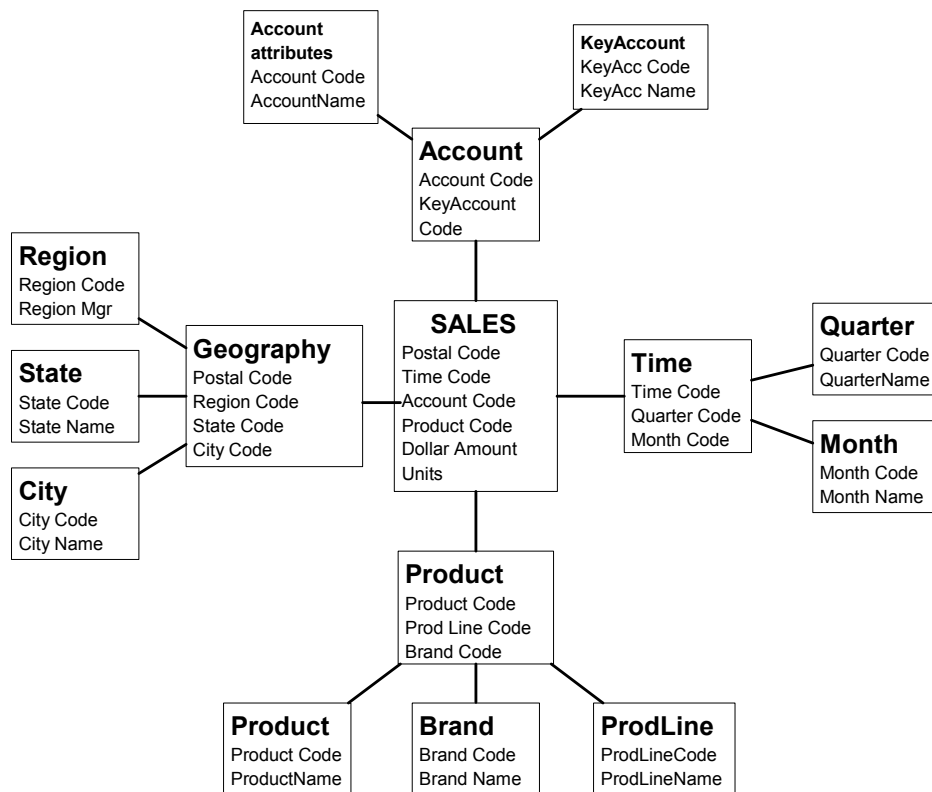 Account
attributes
Account Code
AccountName
KeyAccount
KeyAcc Code
KeyAcc Name
Account
Account Code
KeyAccount
Code
Region
Region Code
Region Mgr
State
State Code
State Name
City
City Code
City Name
Geography
Postal Code
Region Code
State Code
City Code
SALES
Postal Code
Time Code
Account Code
Product Code
Dollar Amount
Units
Time
Time Code
Quarter Code
Month Code
Quarter
Quarter Code
QuarterName
Month
Month Code
Month Name
Product
Product Code
Prod Line Code
Brand Code
Product
Product Code
ProductName
Brand
Brand Code
Brand Name
ProdLine
ProdLineCode
ProdLineName